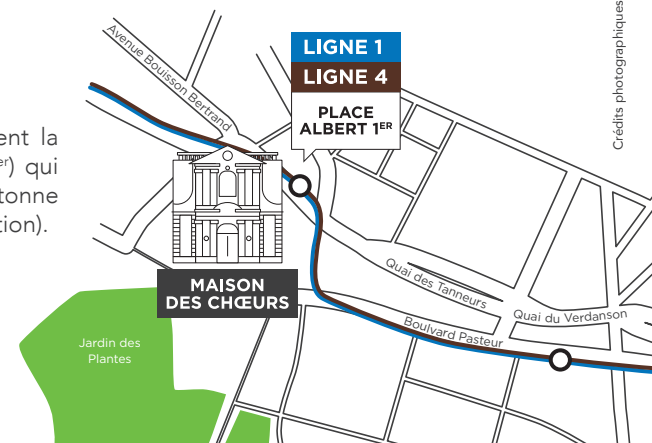 Crédits photographiques
Avenue Bouisson Bertrand
LIGNE 1
LIGNE 4
PLACE
ALBERT 1ER
ent la
er) qui
tonne
tion).
MAISON
DES CHŒURS
Quai des Tanneurs
Quai du Verdanson
Boulvard Pasteur
Jardin des
Plantes